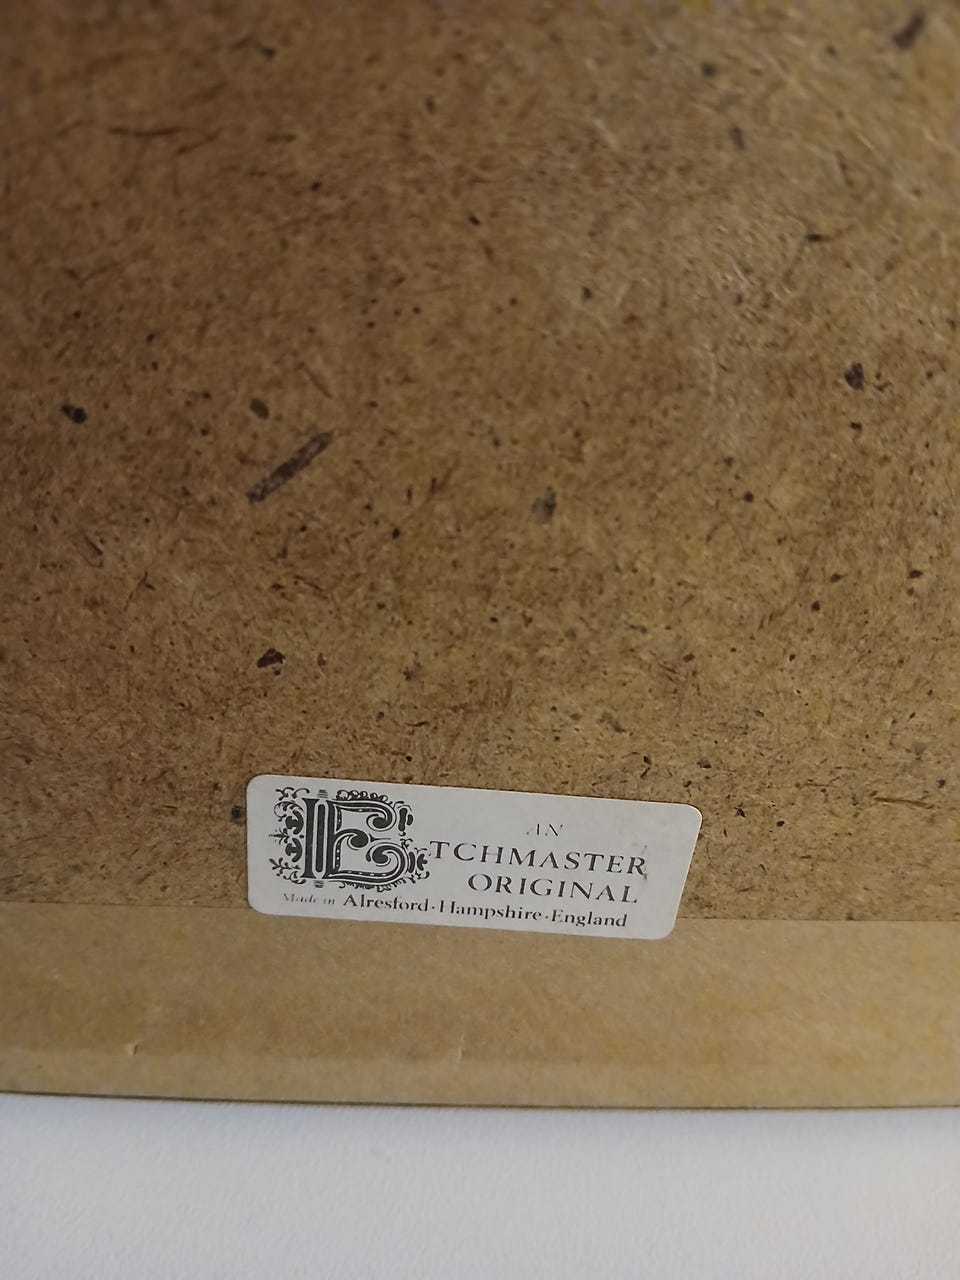 AN
ETCHMASTER
ORIGINAL
Made in Alresford · Hampshire · England